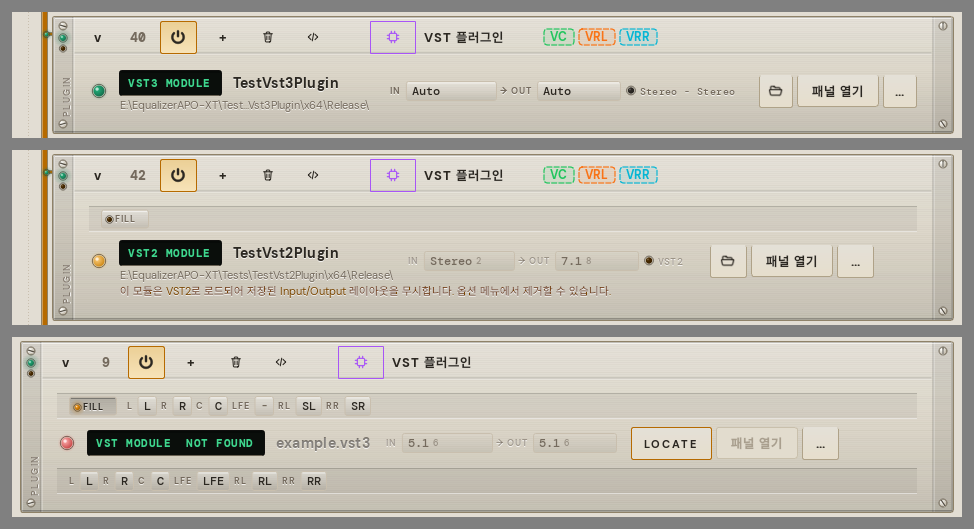 v 40 + </> VST 플러그인 VC VRL VRR
PLUGIN
VST3 MODULE TestVst3Plugin IN Auto → OUT Auto Stereo - Stereo 패널 열기 ...
E:\EqualizerAPO-XT\Test..Vst3Plugin\x64\Release\
v 42 + </> VST 플러그인 VC VRL VRR
PLUGIN
FILL
VST2 MODULE TestVst2Plugin IN Stereo 2 → OUT 7.1 8 VST2 패널 열기 ...
E:\EqualizerAPO-XT\Tests\TestVst2Plugin\x64\Release\
이 모듈은 VST2로 로드되어 저장된 Input/Output 레이아웃을 무시합니다. 옵션 메뉴에서 제거할 수 있습니다.
v 9 + </> VST 플러그인
PLUGIN
FILL L L R R C C LFE - RL SL RR SR
VST MODULE NOT FOUND example.vst3 IN 5.1 6 → OUT 5.1 6 LOCATE 패널 열기 ...
L L R R C C LFE LFE RL RL RR RR